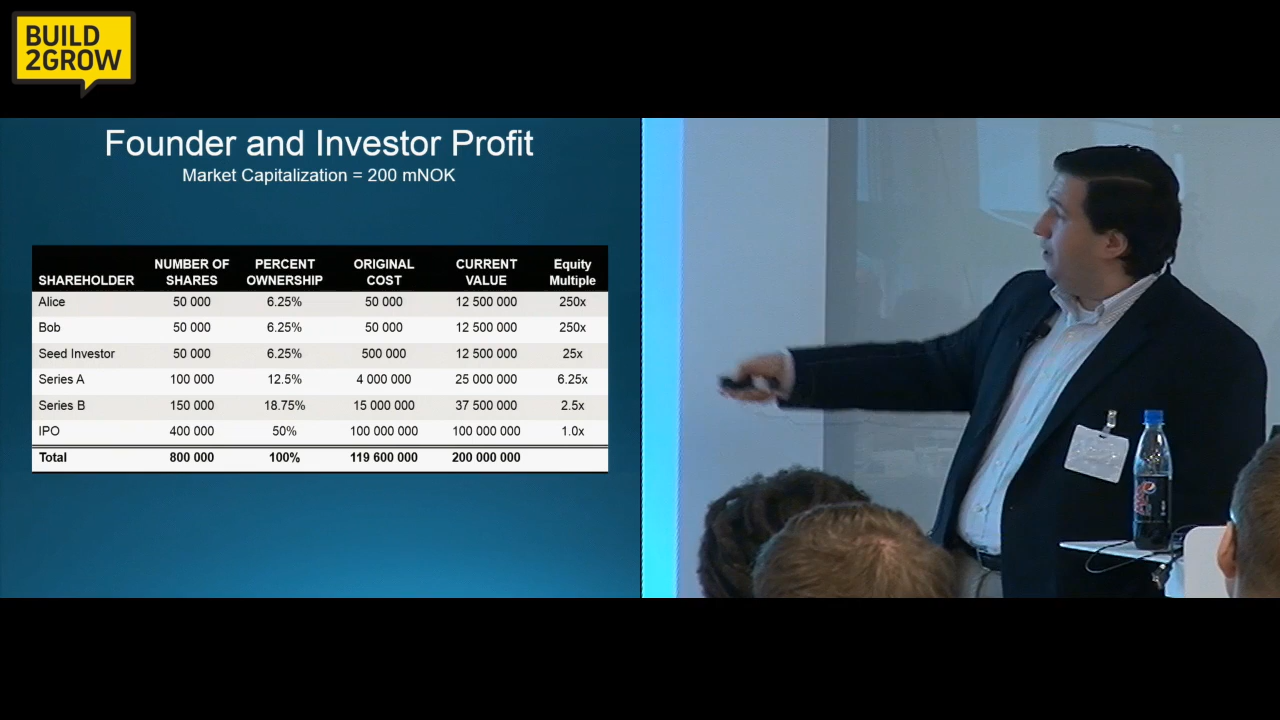 BUILD
2GROW
Founder and Investor Profit
Market Capitalization = 200 mNOK
SHAREHOLDER NUMBER OF SHARES PERCENT OWNERSHIP ORIGINAL COST CURRENT VALUE Equity Multiple
Alice 50 000 6.25% 50 000 12 500 000 250x
Bob 50 000 6.25% 50 000 12 500 000 250x
Seed Investor 50 000 6.25% 500 000 12 500 000 25x
Series A 100 000 12.5% 4 000 000 25 000 000 6.25x
Series B 150 000 18.75% 15 000 000 37 500 000 2.5x
IPO 400 000 50% 100 000 000 100 000 000 1.0x
Total 800 000 100% 119 600 000 200 000 000